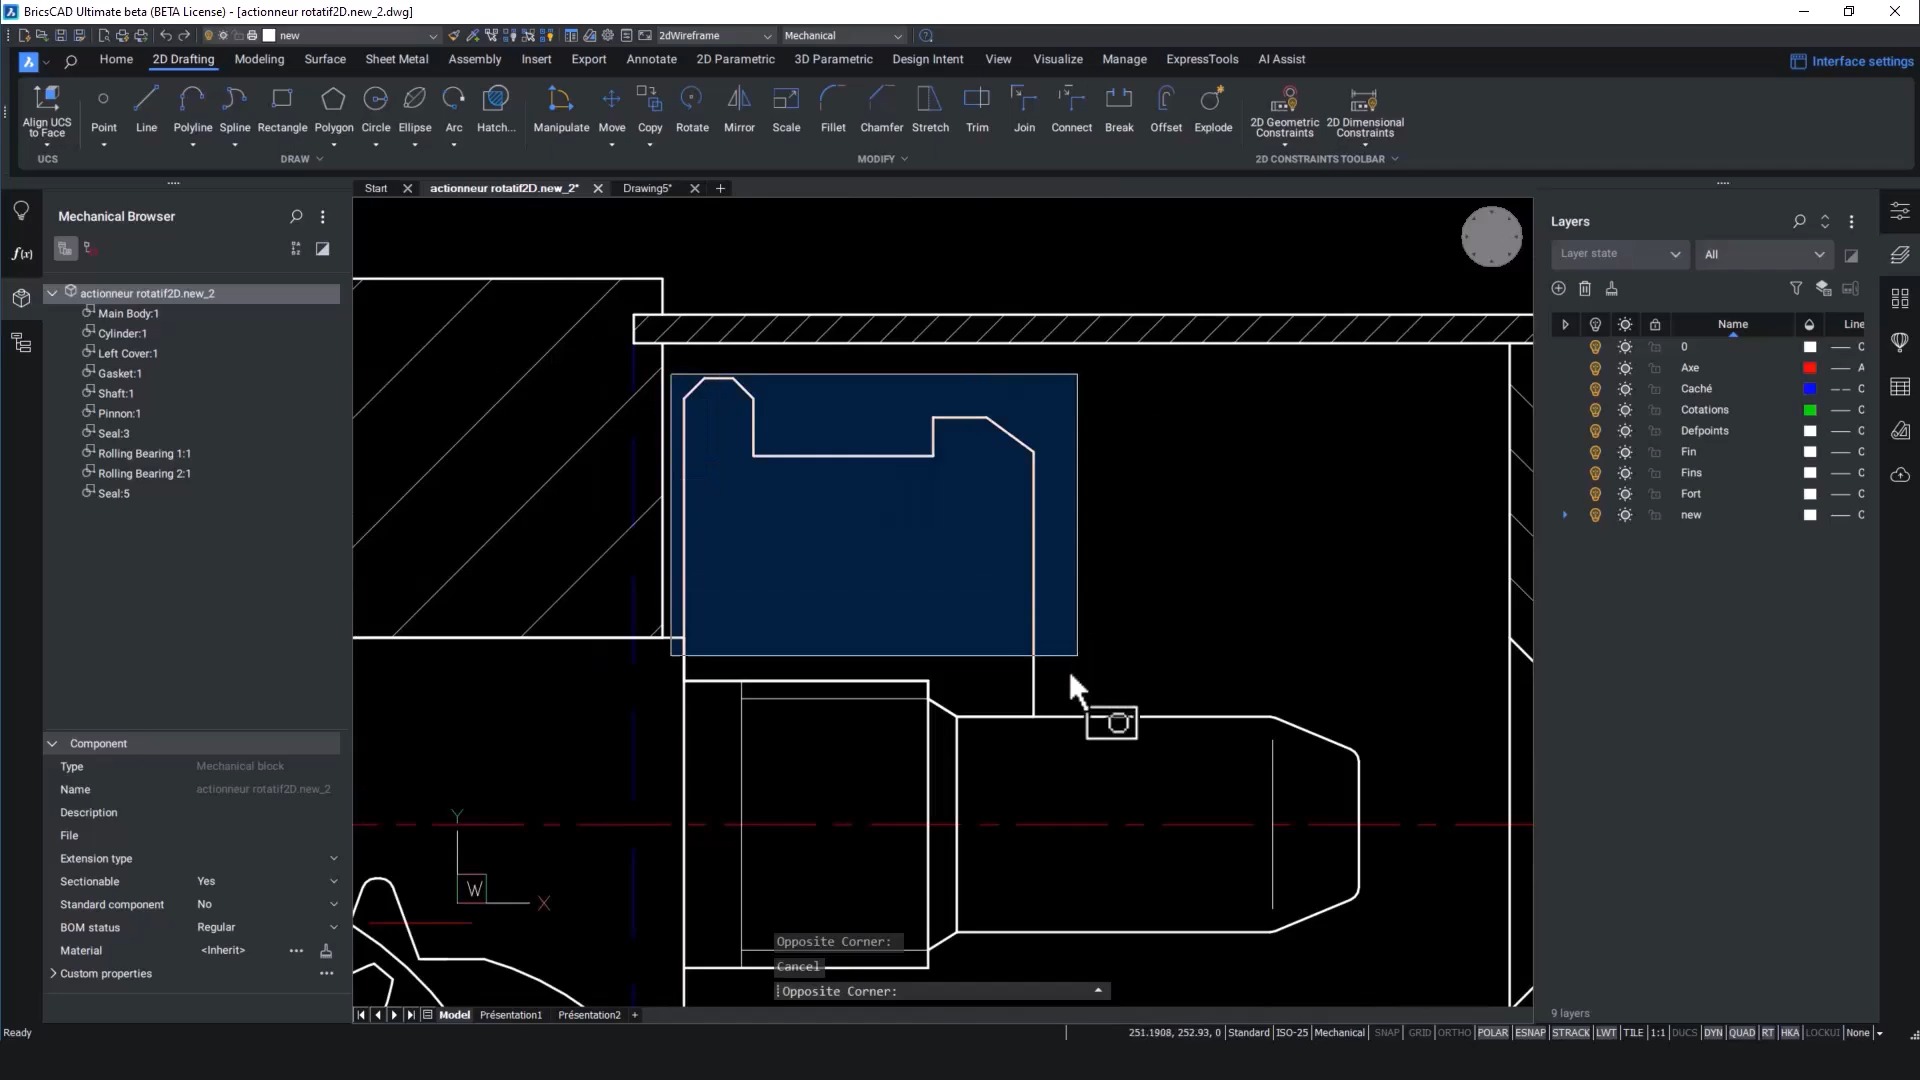 BricsCAD Ultimate beta (BETA License) - [actionneur rotatif2D.new_2.dwg]
new 2dWireframe Mechanical
Home 2D Drafting Modeling Surface Sheet Metal Assembly Insert Export Annotate 2D Parametric 3D Parametric Design Intent View Visualize Manage ExpressTools AI Assist Interface settings
Align UCS to Face Point Line Polyline Spline Rectangle Polygon Circle Ellipse Arc Hatch... Manipulate Move Copy Rotate Mirror Scale Fillet Chamfer Stretch Trim Join Connect Break Offset Explode 2D Geometric Constraints 2D Dimensional Constraints
UCS DRAW MODIFY 2D CONSTRAINTS TOOLBAR
Start actionneur rotatif2D.new_2* Drawing5*
Mechanical Browser
f(x)
actionneur rotatif2D.new_2
Main Body:1
Cylinder:1
Left Cover:1
Gasket:1
Shaft:1
Pinnon:1
Seal:3
Rolling Bearing 1:1
Rolling Bearing 2:1
Seal:5
Component
Type Mechanical block
Name actionneur rotatif2D.new_2
Description
File
Extension type
Sectionable Yes
Standard component No
BOM status Regular
Material <Inherit>
Custom properties
Y
W
X
Opposite Corner:
Cancel
Opposite Corner:
Model Présentation1 Présentation2
Layers
Layer state All
Name Line
0 C
Axe A
Caché C
Cotations C
Defpoints C
Fin C
Fins C
Fort C
new C
9 layers
Ready 251.1908, 252.93, 0 Standard ISO-25 Mechanical SNAP GRID ORTHO POLAR ESNAP STRACK LWT TILE 1:1 DUCS DYN QUAD RT HKA LOCKUI None